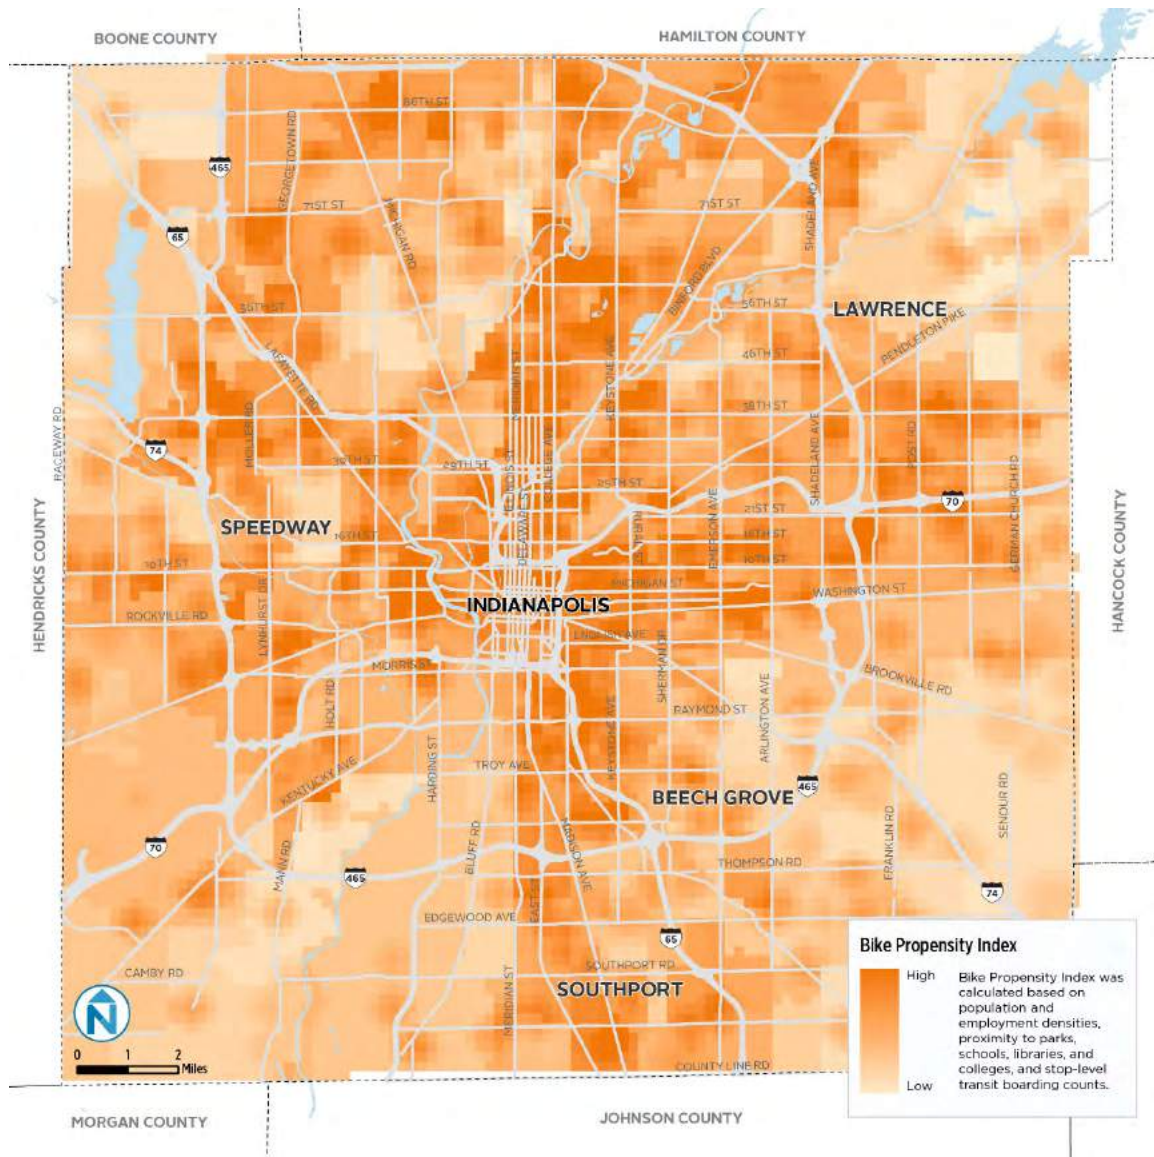 BOONE COUNTY
HAMILTON COUNTY
86TH ST
GEORGETOWN RD
465
SHADELAND AVE
71ST ST
MICHIGAN RD
71ST ST
65
BINFORD BLVD
56TH ST
56TH ST
LAWRENCE
PENDLETON PIKE
LAFAYETTE RD
46TH ST
MERIDIAN ST
KEYSTONE AVE
38TH ST
RACEWAY RD
MOLLER RD
74
30TH ST
29TH ST
ILLINOIS ST
COLLEGE AVE
SHADELAND AVE
POST RD
25TH ST
GERMAN CHURCH RD
70
HENDRICKS COUNTY
SPEEDWAY
16TH ST
DELAWARE ST
RURAL ST
EMERSON AVE
21ST ST
18TH ST
HANCOCK COUNTY
10TH ST
10TH ST
LYNHURST DR
MICHIGAN ST
WASHINGTON ST
INDIANAPOLIS
ROCKVILLE RD
ENGLISH AVE
MORRIS ST
SHERMAN DR
BROOKVILLE RD
HOLT RD
KEYSTONE AVE
RAYMOND ST
ARLINGTON AVE
HARDING ST
TROY AVE
KENTUCKY AVE
BEECH GROVE
465
SENOUR RD
70
MANN RD
BLUFF RD
MADISON AVE
FRANKLIN RD
THOMPSON RD
465
74
EDGEWOOD AVE
EAST ST
65
CAMBY RD
SOUTHPORT RD
SOUTHPORT
MERIDIAN ST
COUNTY LINE RD
N
0 1 2
Miles
Bike Propensity Index
High
Low
Bike Propensity Index was
calculated based on
population and
employment densities,
proximity to parks,
schools, libraries, and
colleges, and stop-level
transit boarding counts.
MORGAN COUNTY
JOHNSON COUNTY